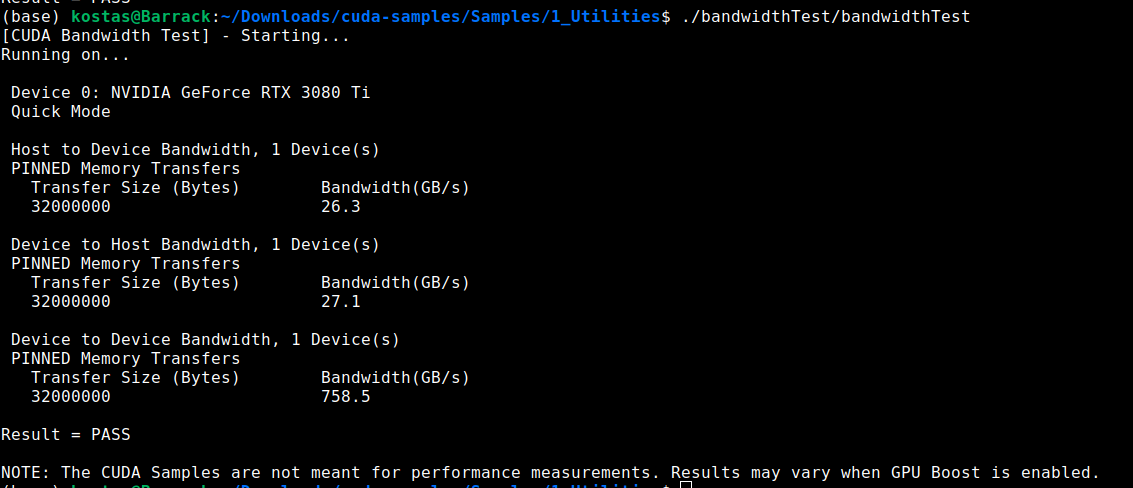 Result = PASS
(base) kostas@Barrack:~/Downloads/cuda-samples/Samples/1_Utilities$ ./bandwidthTest/bandwidthTest
[CUDA Bandwidth Test] - Starting...
Running on...
Device 0: NVIDIA GeForce RTX 3080 Ti
Quick Mode
Host to Device Bandwidth, 1 Device(s)
PINNED Memory Transfers
Transfer Size (Bytes) Bandwidth(GB/s)
32000000 26.3
Device to Host Bandwidth, 1 Device(s)
PINNED Memory Transfers
Transfer Size (Bytes) Bandwidth(GB/s)
32000000 27.1
Device to Device Bandwidth, 1 Device(s)
PINNED Memory Transfers
Transfer Size (Bytes) Bandwidth(GB/s)
32000000 758.5
Result = PASS
NOTE: The CUDA Samples are not meant for performance measurements. Results may vary when GPU Boost is enabled.
(base) kostas@Barrack:~/Downloads/cuda-samples/Samples/1_Utilities$